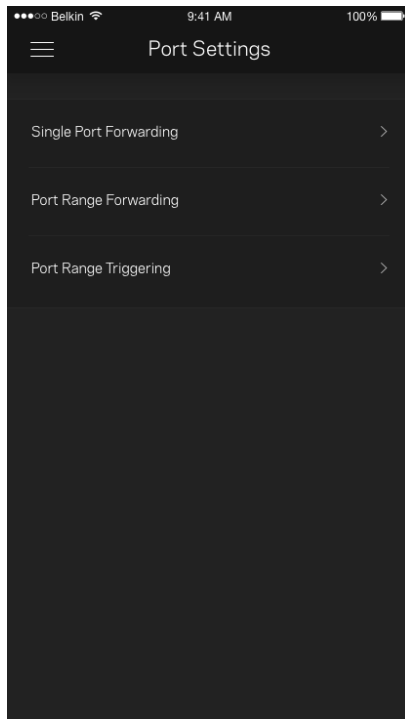 Belkin 9:41 AM 100%
Port Settings
Single Port Forwarding
Port Range Forwarding
Port Range Triggering